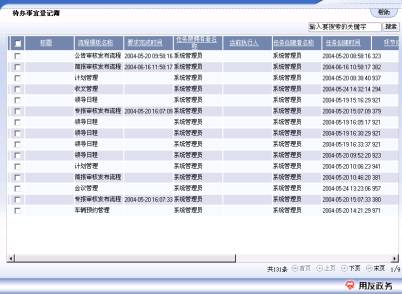 待办事宜登记簿
帮助
输入要搜索的关键字 搜索
标题 流程模板名称 要求完成时间 任务原拥有者名称 当前执行人 任务创建者名称 任务创建时间
公告审核发布流程 2004-05-20 09:59:16 系统管理员 系统管理员 2004-05-20 08:59:16 323
简报审核发布流程 2004-06-16 11:59:17 系统管理员 系统管理员 2004-06-16 10:59:17 382
计划管理 系统管理员 系统管理员 2004-05-20 08:38:40 937
收文管理 系统管理员 系统管理员 2004-05-24 14:32:14 294
领导日程 系统管理员 系统管理员 2004-05-19 15:16:29 921
专报审核发布流程 2004-05-20 16:07:09 系统管理员 系统管理员 2004-05-20 15:07:09 379
领导日程 系统管理员 系统管理员 2004-05-19 16:05:17 921
领导日程 系统管理员 系统管理员 2004-05-19 16:30:29 921
领导日程 系统管理员 系统管理员 2004-05-19 16:33:37 921
领导日程 系统管理员 系统管理员 2004-05-20 09:52:20 923
计划管理 系统管理员 系统管理员 2004-05-20 10:06:23 941
简报审核发布流程 系统管理员 系统管理员 2004-05-20 10:46:20 381
会议管理 系统管理员 系统管理员 2004-05-24 13:23:06 957
专报审核发布流程 2004-05-20 16:07:33 系统管理员 系统管理员 2004-05-20 15:07:33 380
车辆预约管理 系统管理员 系统管理员 2004-05-20 14:21:29 971
共131条 首页 上页 下页 末页 1/9
用友政务